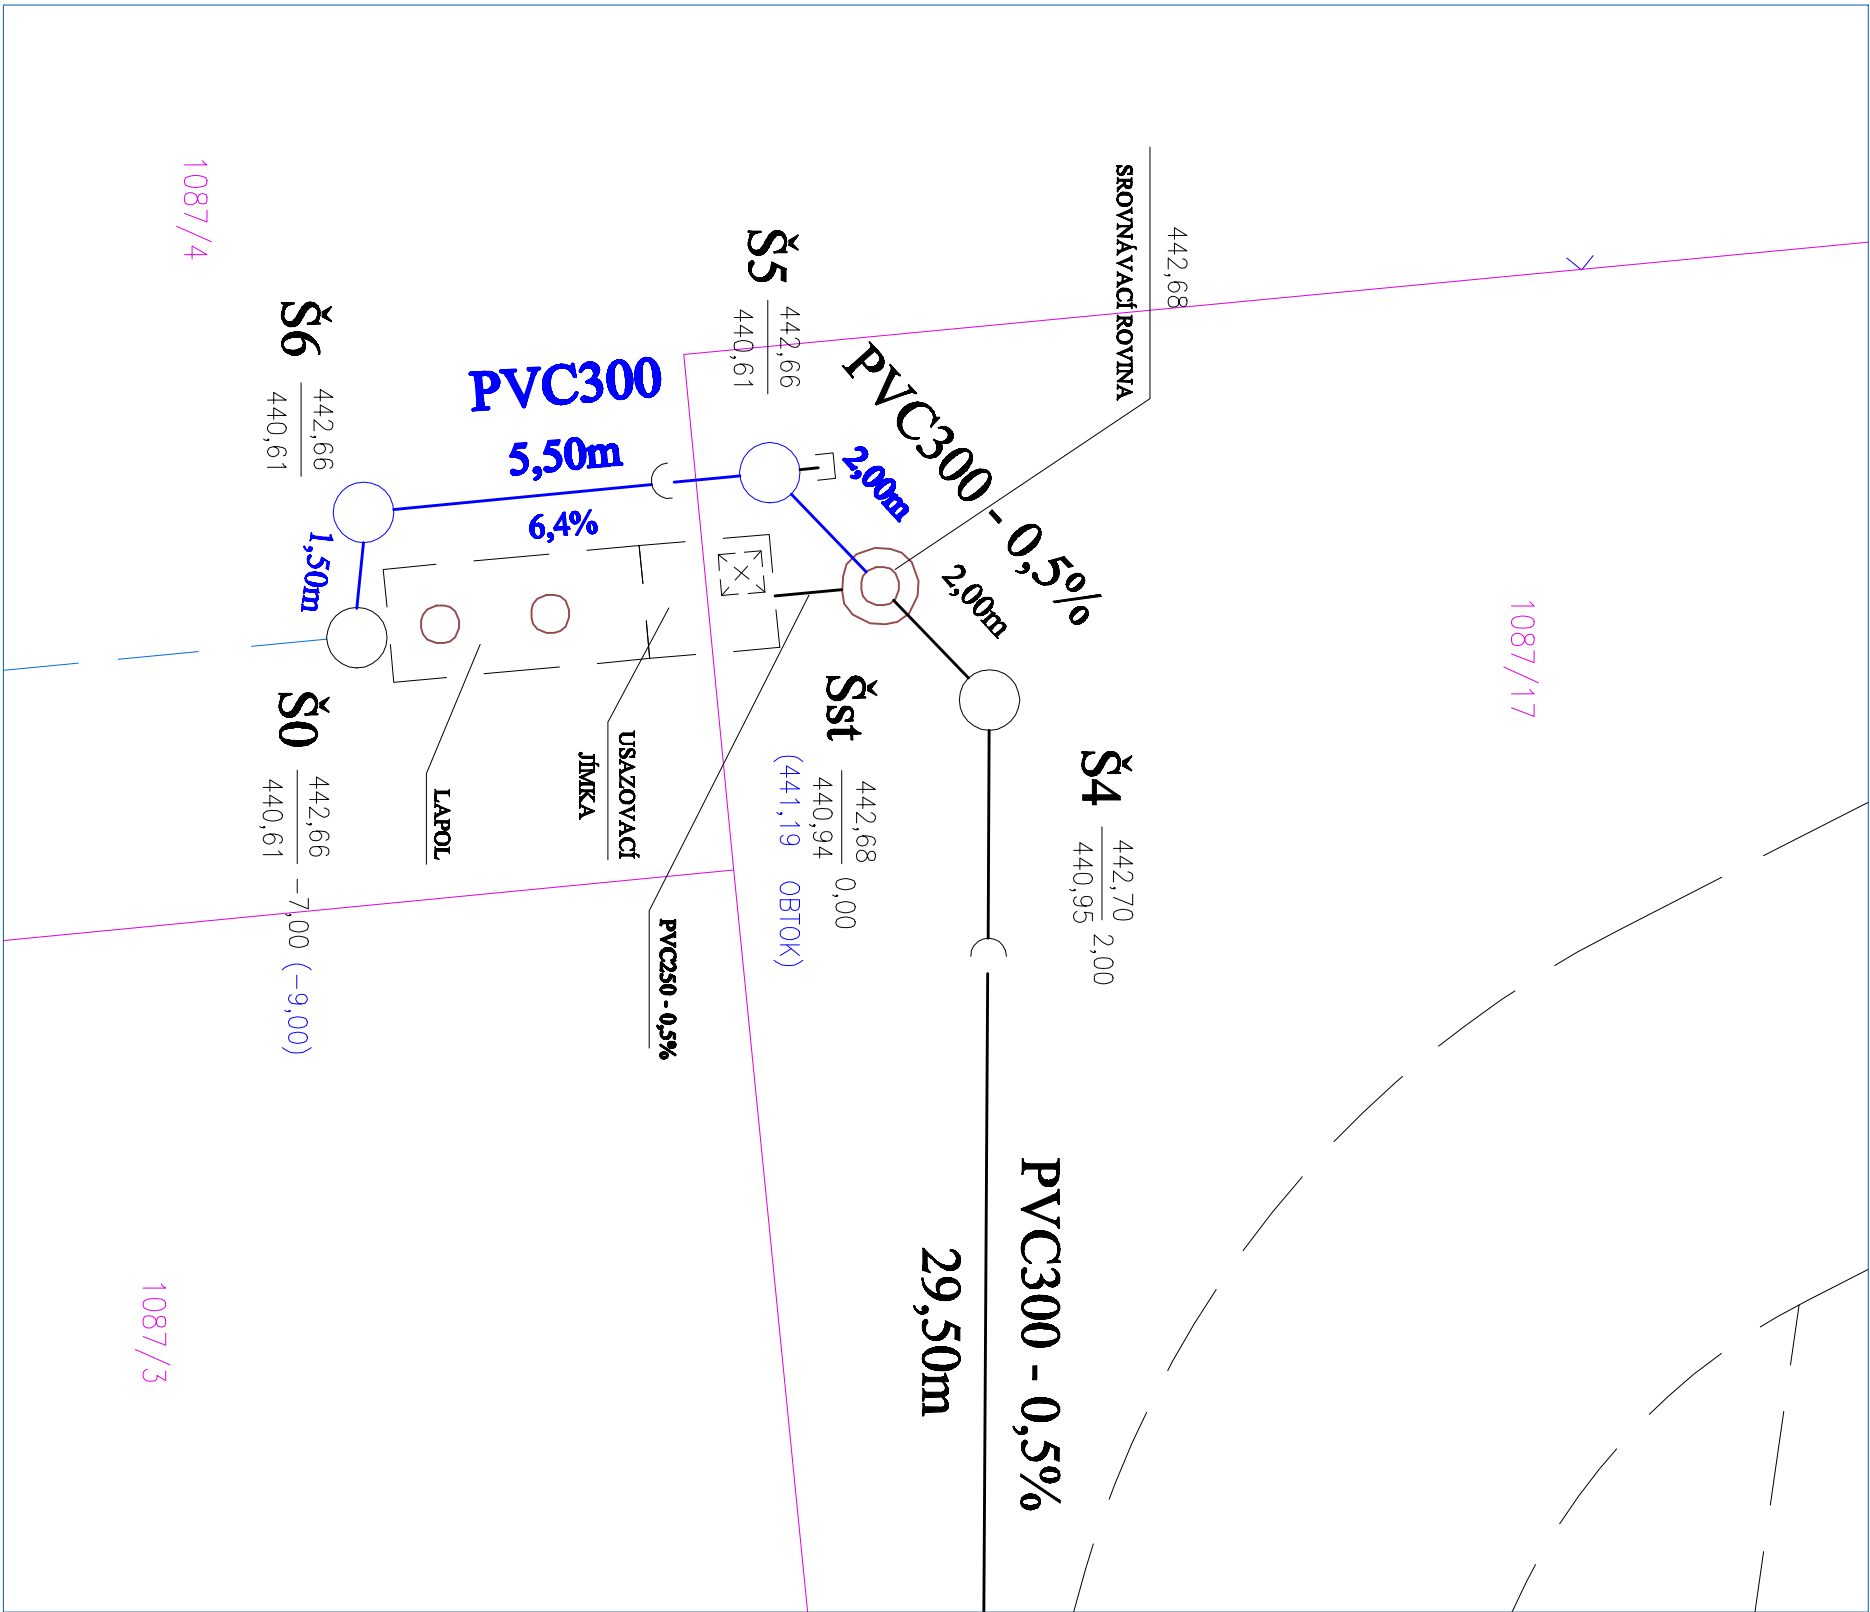 442,68
SROVNÁVACÍ ROVINA
1087/4
1087/17
1087/3
Š5
442,66
440,61
Š6
442,66
440,61
PVC300
5,50m
6,4%
1,50m
2,00m
PVC300 - 0,5%
2,00m
Šst
442,68
440,94
0,00
(441,19 OBTOK)
Š4
442,70
440,95
2,00
Š0
442,66
440,61
-7,00 (-9,00)
LAPOL
USAZOVACÍ
JÍMKA
PVC250 - 0,5%
PVC300 - 0,5%
29,50m